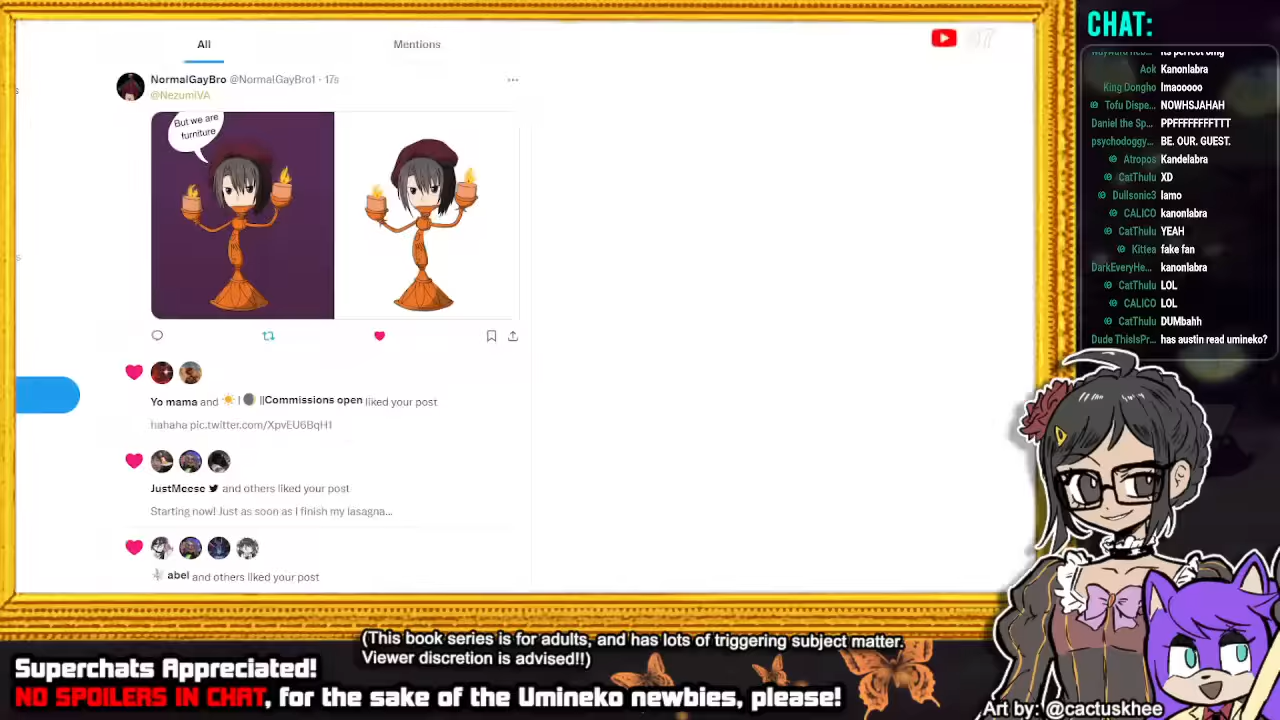 All
Mentions
NormalGayBro @NormalGayBro1 · 17s
@NezumiVA
But we are
furniture
Yo mama and ||Commissions open liked your post
hahaha pic.twitter.com/XpvEU6BqH1
JustMeese and others liked your post
Starting now! Just as soon as I finish my lasagna...
abel and others liked your post
CHAT:
its perfect omg
Aok Kanonlabra
King Dongho lmaooooo
Tofu Dispe... NOWHSJAHAH
Daniel the Sp... PPFFFFFFFTTT
psychodoggy... BE. OUR. GUEST.
Atropos Kandelabra
CatThulu XD
Dullsonic3 lamo
CALICO kanonlabra
CatThulu YEAH
Kittea fake fan
DarkEveryHe... kanonlabra
CatThulu LOL
CALICO LOL
CatThulu DUMbahh
Dude ThisIsPr... has austin read umineko?
(This book series is for adults, and has lots of triggering subject matter.
Viewer discretion is advised!!)
Superchats Appreciated!
NO SPOILERS IN CHAT, for the sake of the Umineko newbies, please!
Art by: @cactuskhee